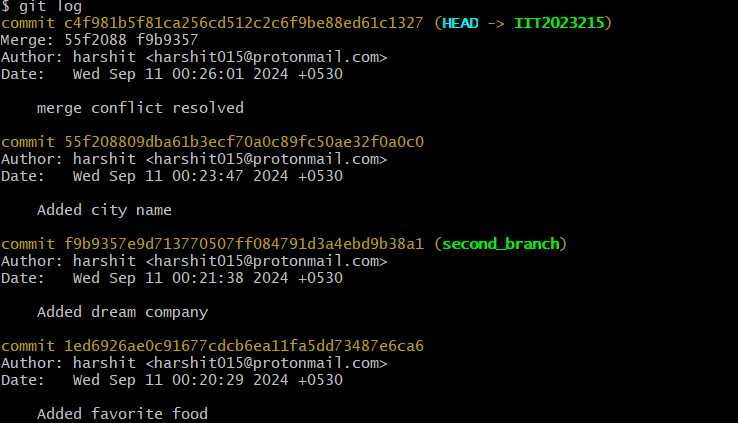 $ git log
commit c4f981b5f81ca256cd512c2c6f9be88ed61c1327 (HEAD -> IIT2023215)
Merge: 55f2088 f9b9357
Author: harshit <harshit015@protonmail.com>
Date:   Wed Sep 11 00:26:01 2024 +0530
merge conflict resolved
commit 55f208809dba61b3ecf70a0c89fc50ae32f0a0c0
Author: harshit <harshit015@protonmail.com>
Date:   Wed Sep 11 00:23:47 2024 +0530
Added city name
commit f9b9357e9d713770507ff084791d3a4ebd9b38a1 (second_branch)
Author: harshit <harshit015@protonmail.com>
Date:   Wed Sep 11 00:21:38 2024 +0530
Added dream company
commit 1ed6926ae0c91677cdcb6ea11fa5dd73487e6ca6
Author: harshit <harshit015@protonmail.com>
Date:   Wed Sep 11 00:20:29 2024 +0530
Added favorite food